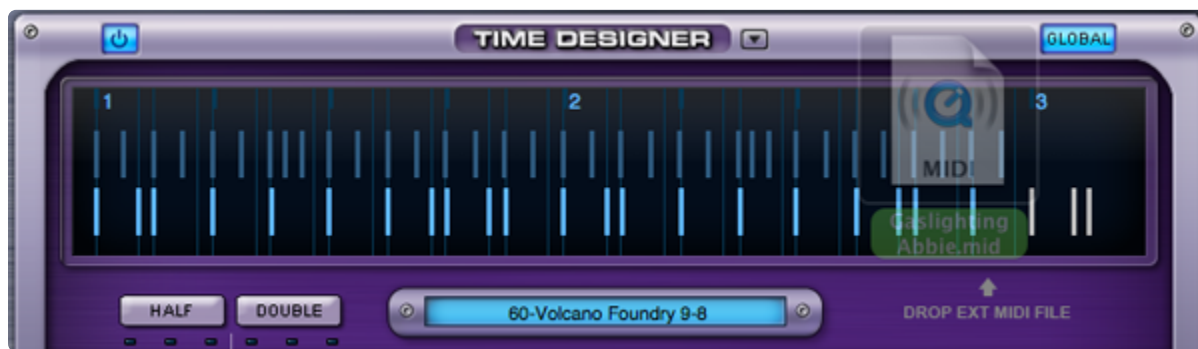 TIME DESIGNER
GLOBAL
1 2 3
MIDI
Gaslighting
Abbie.mid
HALF DOUBLE
60-Volcano Foundry 9-8
DROP EXT MIDI FILE